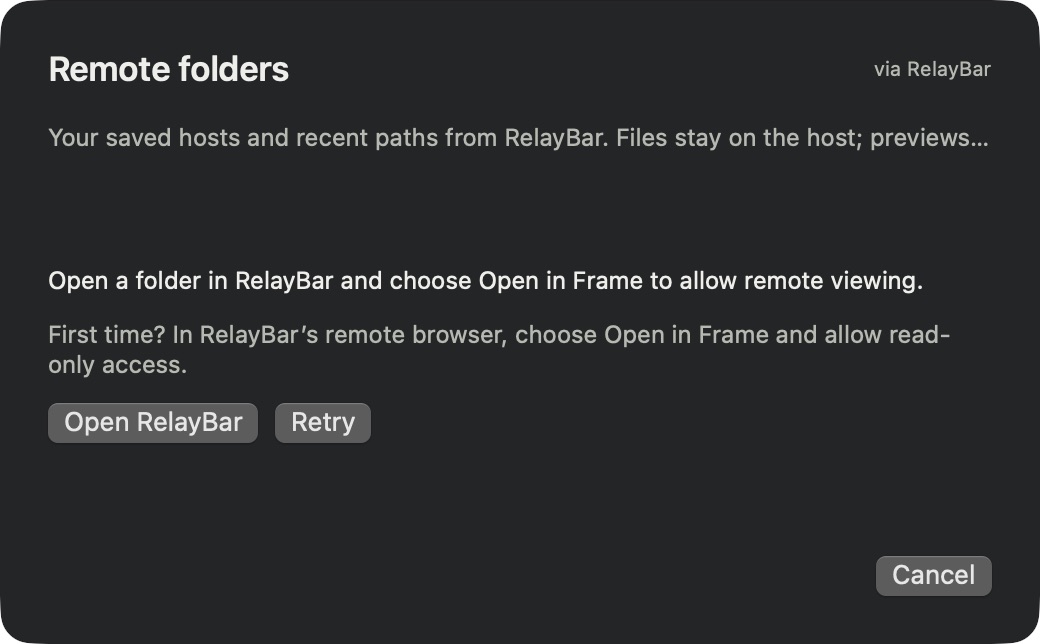 Remote folders
via RelayBar
Your saved hosts and recent paths from RelayBar. Files stay on the host; previews...
Open a folder in RelayBar and choose Open in Frame to allow remote viewing.
First time? In RelayBar’s remote browser, choose Open in Frame and allow read-
only access.
Open RelayBar
Retry
Cancel